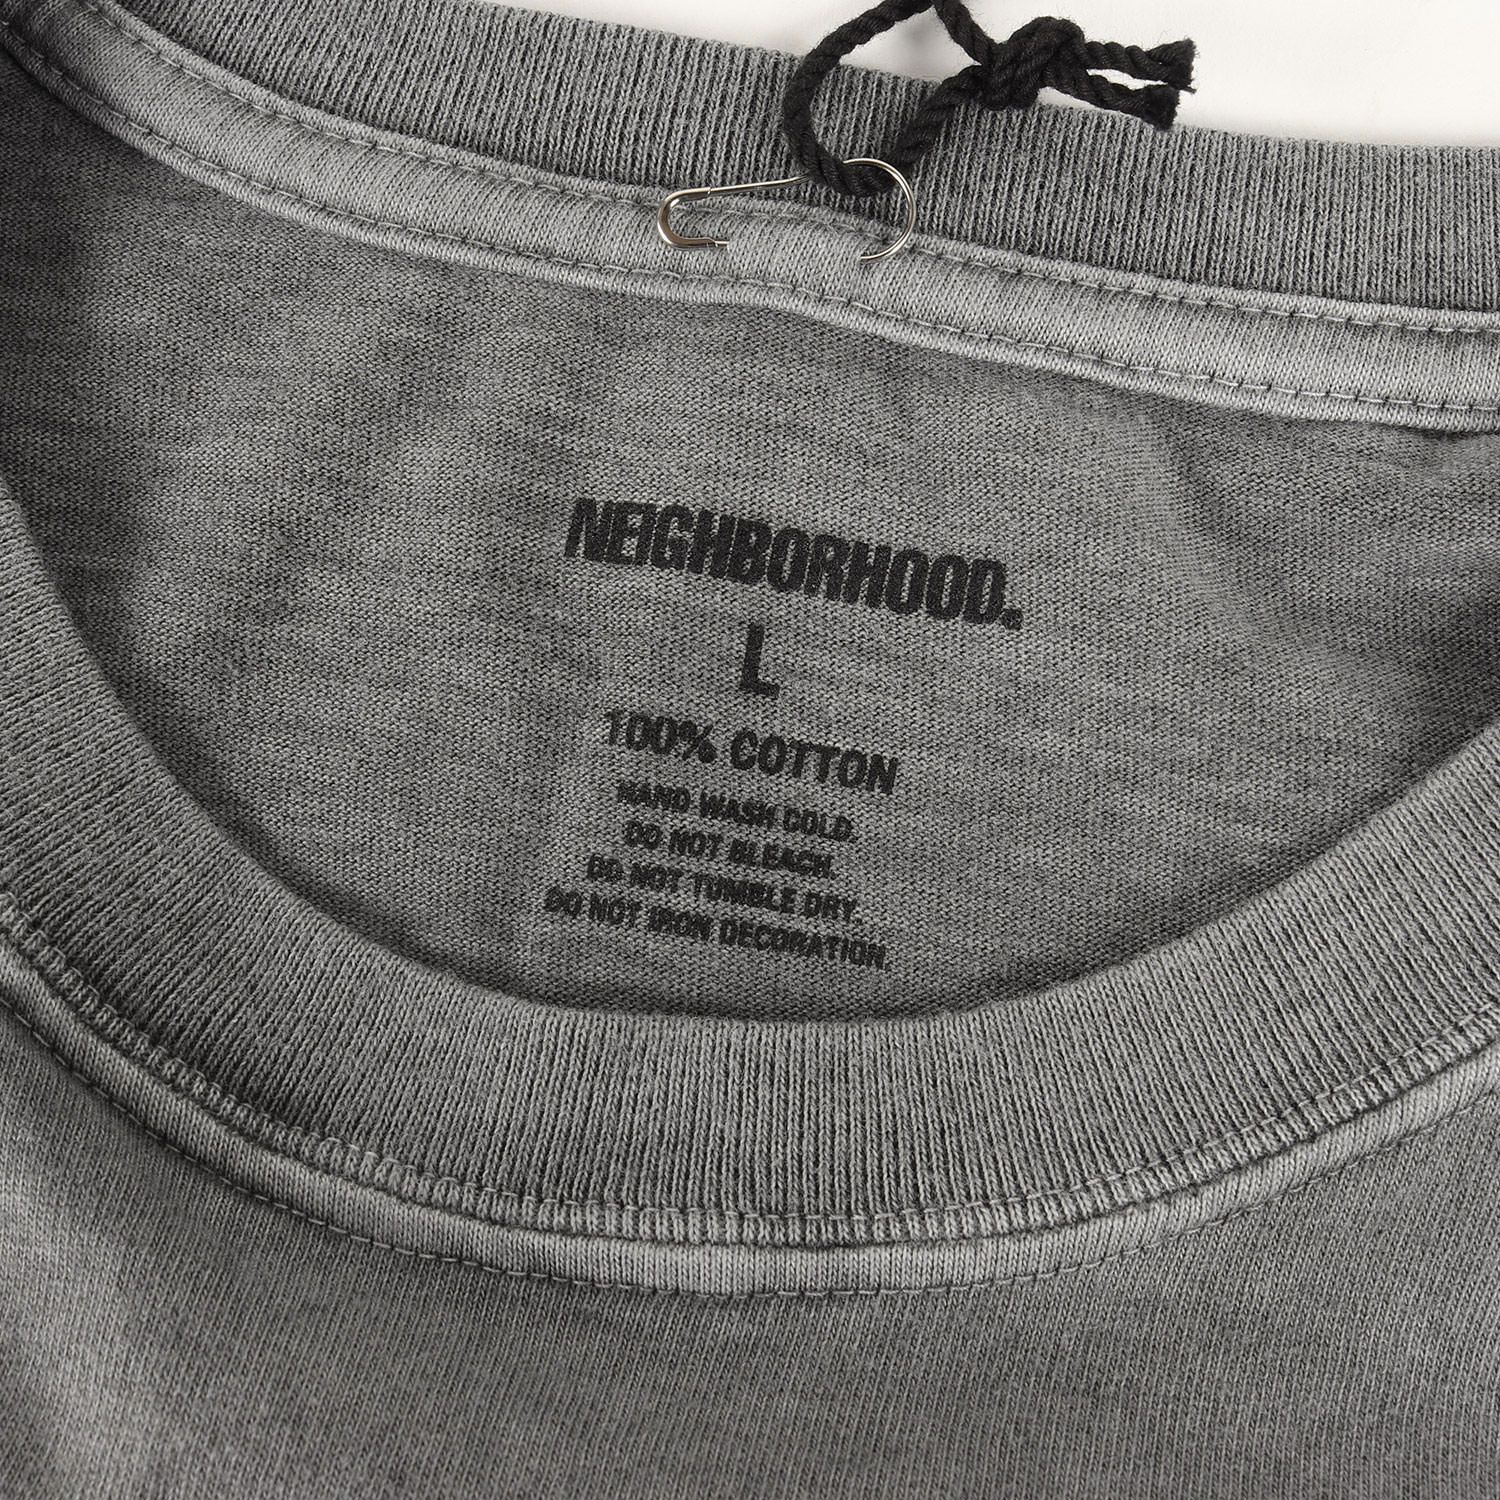 NEIGHBORHOOD®
L
100% COTTON
HAND WASH COLD.
DO NOT BLEACH.
DO NOT TUMBLE DRY.
DO NOT IRON DECORATION.